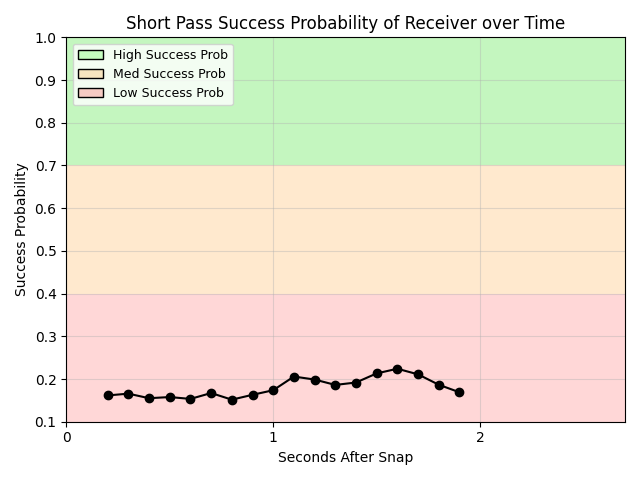 Short Pass Success Probability of Receiver over Time
High Success Prob
Med Success Prob
Low Success Prob
Success Probability
1.0
0.9
0.8
0.7
0.6
0.5
0.4
0.3
0.2
0.1
0 1 2
Seconds After Snap